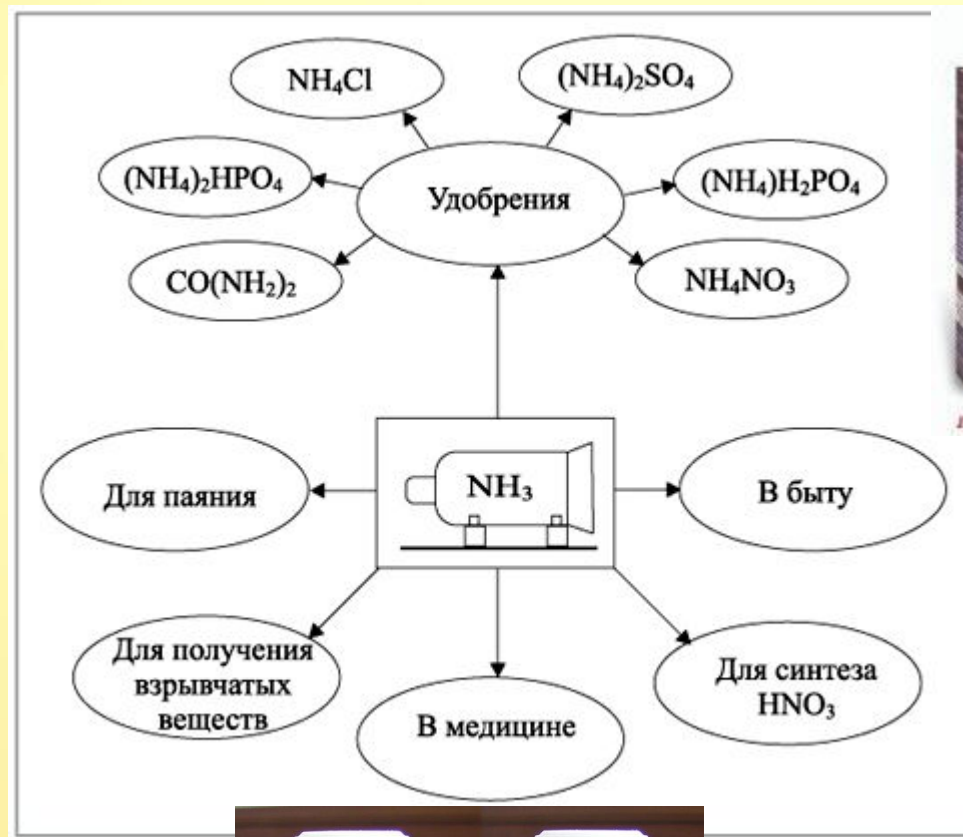 NH₄Cl
(NH₄)₂SO₄
(NH₄)₂HPO₄
Удобрения
(NH₄)H₂PO₄
CO(NH₂)₂
NH₄NO₃
Для паяния
NH₃
В быту
Для получения
взрывчатых
веществ
В медицине
Для синтеза
HNO₃